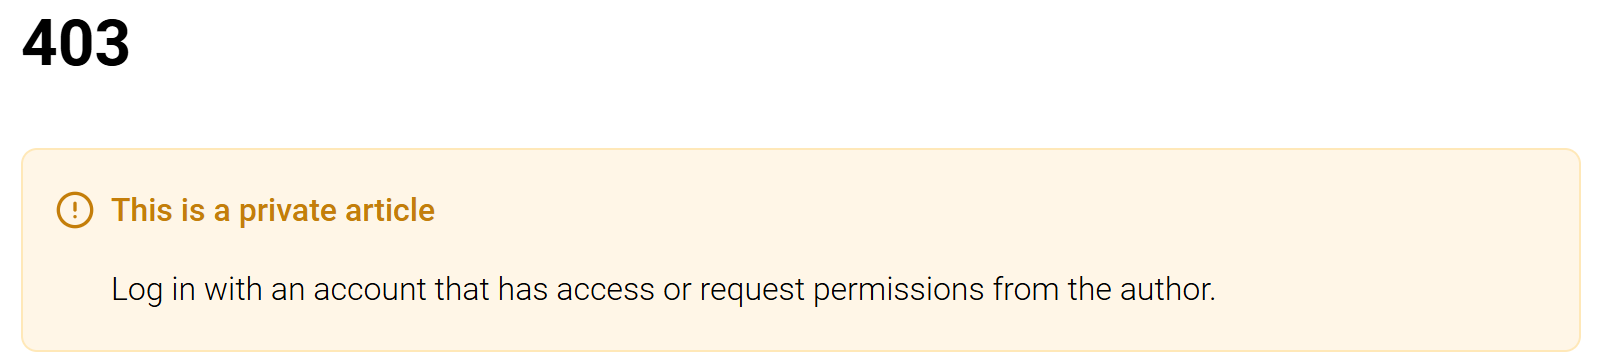 403
This is a private article
Log in with an account that has access or request permissions from the author.